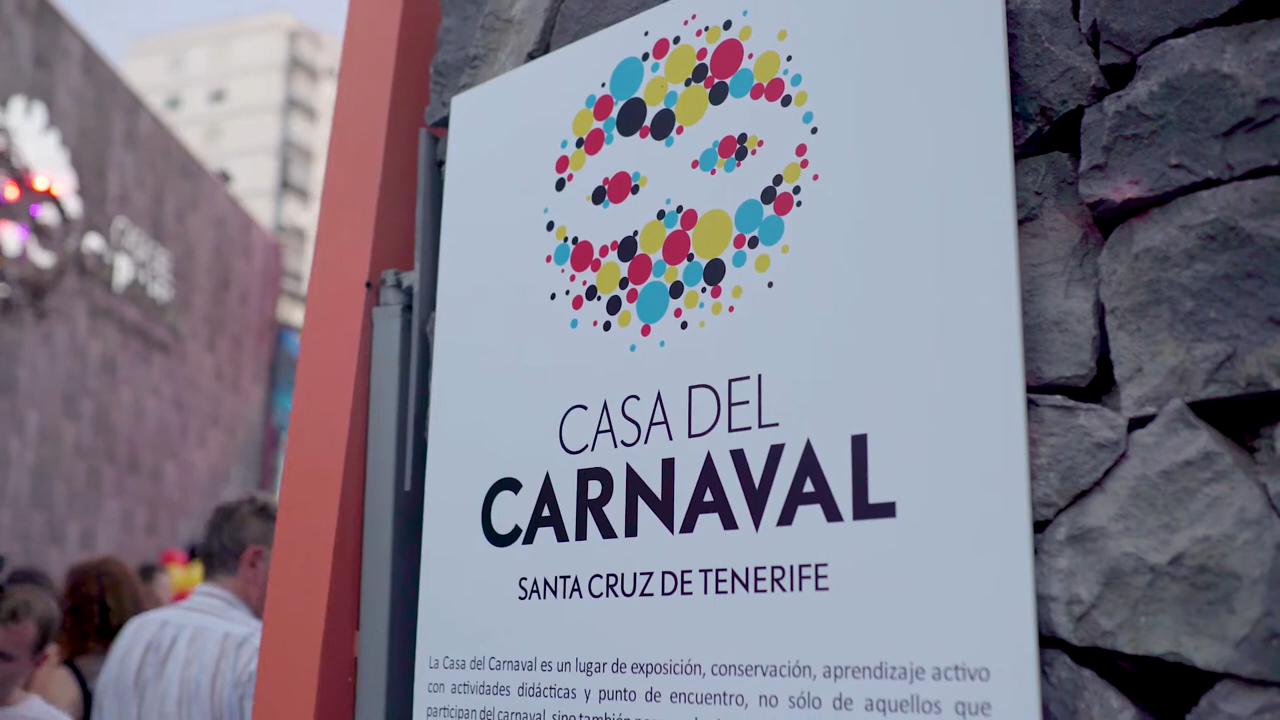 CASA DEL
CARNAVAL
SANTA CRUZ DE TENERIFE
La Casa del Carnaval es un lugar de exposición, conservación, aprendizaje activo
con actividades didácticas y punto de encuentro, no sólo de aquellos que
participan del carnaval, sino también